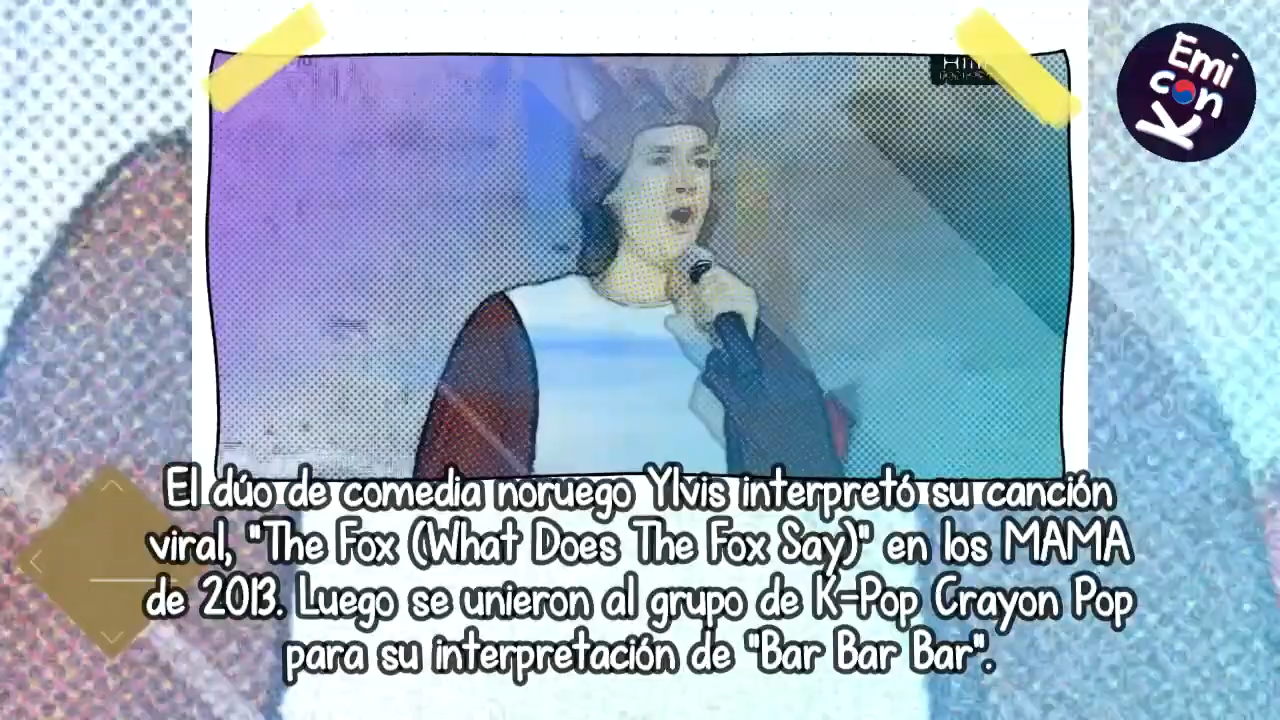 Emi
con
K
El dúo de comedia noruego Ylvis interpretó su canción
viral, "The Fox (What Does The Fox Say)" en los MAMA
de 2013. Luego se unieron al grupo de K-Pop Crayon Pop
para su interpretación de "Bar Bar Bar".